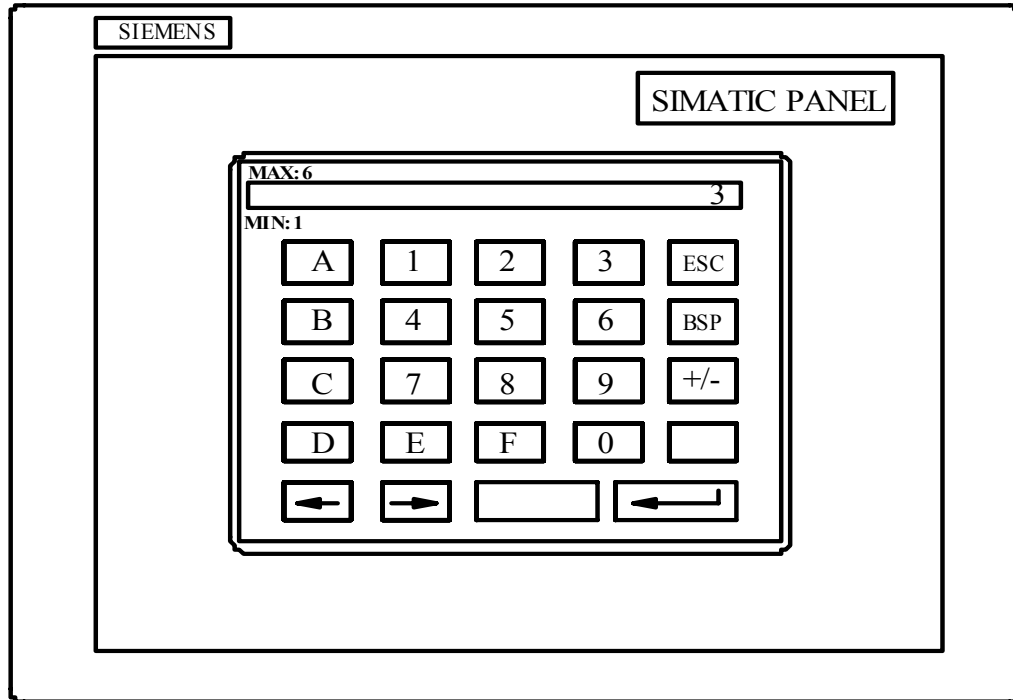 SIEMENS
SIMATIC PANEL
MAX: 6
3
MIN: 1
A 1 2 3 ESC
B 4 5 6 BSP
C 7 8 9 +/-
D E F 0